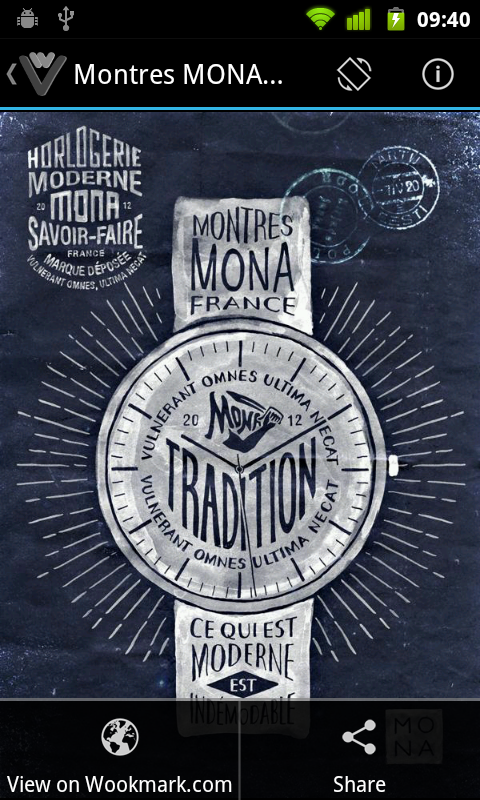 09:40
Montres MONA...
HORLOGERIE
MODERNE
20 MONA 12
SAVOIR-FAIRE
FRANCE
MARQUE DÉPOSÉE
VULNERANT OMNES, ULTIMA NECAT
MONTRES
MONA
FRANCE
VULNERANT OMNES ULTIMA NECAT
20 MONA 12
TRADITION
VULNERANT OMNES ULTIMA NECAT
CE QUI EST
MODERNE
EST
INDÉMODABLE
MO
NA
View on Wookmark.com
Share